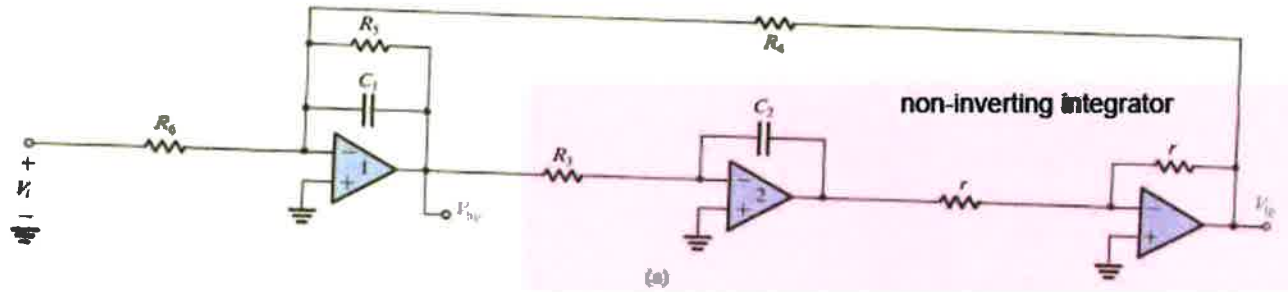 R5
R4
C1
non-inverting integrator
C2
R6
r
R3
r
+
Vi
−
−
1
+
−
2
+
−
+
Vbp
Vlp
(a)